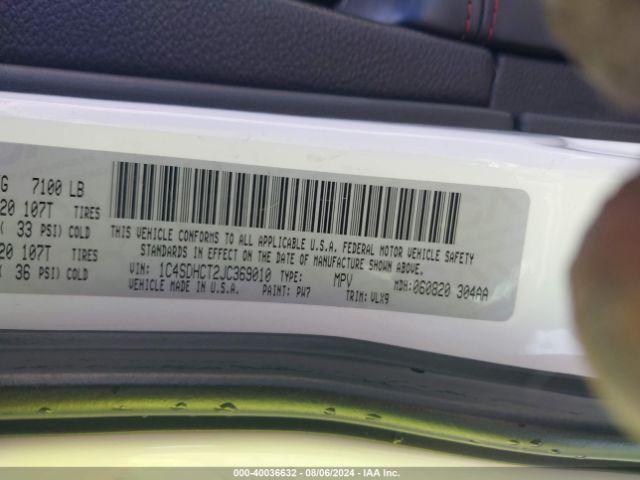 G 7100 LB
20 107T TIRES
( 33 PSI) COLD
20 107T TIRES
( 36 PSI) COLD
THIS VEHICLE CONFORMS TO ALL APPLICABLE U.S.A. FEDERAL MOTOR VEHICLE SAFETY
STANDARDS IN EFFECT ON THE DATE OF MANUFACTURE SHOWN ABOVE.
VIN: 1C4SDHCT2JC369010 TYPE: MPV MDH: 060820 304AA
MADE IN U.S.A. PAINT: PW7 TRIM: VLX9
000-40036632 - 08/06/2024 - IAA Inc.